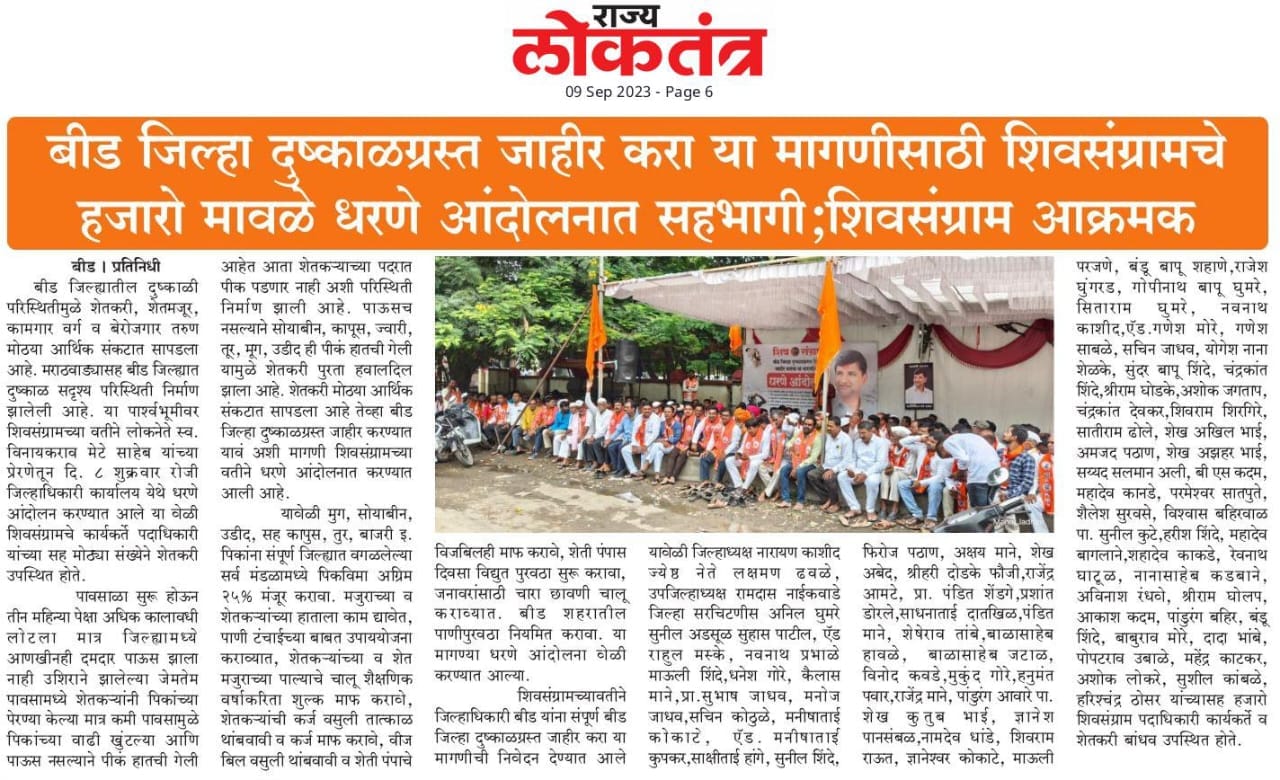 राज्य
लोकतंत्र
09 Sep 2023 - Page 6
बीड जिल्हा दुष्काळग्रस्त जाहीर करा या मागणीसाठी शिवसंग्रामचे
हजारो मावळे धरणे आंदोलनात सहभागी;शिवसंग्राम आक्रमक
बीड । प्रतिनिधी
बीड जिल्ह्यातील दुष्काळी
परिस्थितीमुळे शेतकरी, शेतमजूर,
कामगार वर्ग व बेरोजगार तरुण
मोठया आर्थिक संकटात सापडला
आहे. मराठवाड्यासह बीड जिल्ह्यात
दुष्काळ सदृश्य परिस्थिती निर्माण
झालेली आहे. या पार्श्वभूमीवर
शिवसंग्रामच्या वतीने लोकनेते स्व.
विनायकराव मेटे साहेब यांच्या
प्रेरणेतून दि. ८ शुक्रवार रोजी
जिल्हाधिकारी कार्यालय येथे धरणे
आंदोलन करण्यात आले या वेळी
शिवसंग्रामचे कार्यकर्ते पदाधिकारी
यांच्या सह मोठ्या संख्येने शेतकरी
उपस्थित होते.
पावसाळा सुरू होऊन
तीन महिन्या पेक्षा अधिक कालावधी
लोटला मात्र जिल्ह्यामध्ये
आणखीनही दमदार पाऊस झाला
नाही उशिराने झालेल्या जेमतेम
पावसामध्ये शेतकऱ्यांनी पिकांच्या
पेरण्या केल्या मात्र कमी पावसामुळे
पिकांच्या वाढी खुंटल्या आणि
पाऊस नसल्याने पीकं हातची गेली
आहेत आता शेतकऱ्याच्या पदरात
पीक पडणार नाही अशी परिस्थिती
निर्माण झाली आहे. पाऊसच
नसल्याने सोयाबीन, कापूस, ज्वारी,
तूर, मूग, उडीद ही पीकं हातची गेली
यामुळे शेतकरी पुरता हवालदिल
झाला आहे. शेतकरी मोठया आर्थिक
संकटात सापडला आहे तेव्हा बीड
जिल्हा दुष्काळग्रस्त जाहीर करण्यात
यावं अशी मागणी शिवसंग्रामच्या
वतीने धरणे आंदोलनात करण्यात
आली आहे.
यावेळी मुग, सोयाबीन,
उडीद, सह कापुस, तुर, बाजरी इ.
पिकांना संपूर्ण जिल्ह्यात वगळलेल्या
सर्व मंडळामध्ये पिकविमा अग्रिम
२५% मंजूर करावा. मजुराच्या व
शेतकऱ्यांच्या हाताला काम द्यावेत,
पाणी टंचाईच्या बाबत उपाययोजना
कराव्यात, शेतकऱ्यांच्या व शेत
मजुराच्या पाल्याचे चालू शैक्षणिक
वर्षाकरिता शुल्क माफ करावे,
शेतकऱ्यांची कर्ज वसुली तात्काळ
थांबवावी व कर्ज माफ करावे, वीज
बिल वसुली थांबवावी व शेती पंपाचे
शिव संग्राम
धरणे आंदोलन
विजबिलही माफ करावे, शेती पंपास
दिवसा विद्युत पुरवठा सुरू करावा,
जनावरांसाठी चारा छावणी चालू
कराव्यात. बीड शहरातील
पाणीपुरवठा नियमित करावा. या
मागण्या धरणे आंदोलना वेळी
करण्यात आल्या.
शिवसंग्रामच्यावतीने
जिल्हाधिकारी बीड यांना संपूर्ण बीड
जिल्हा दुष्काळग्रस्त जाहीर करा या
मागणीची निवेदन देण्यात आले
यावेळी जिल्हाध्यक्ष नारायण काशीद
ज्येष्ठ नेते लक्षमण ढवळे,
उपजिल्हाध्यक्ष रामदास नाईकवाडे
जिल्हा सरचिटणीस अनिल घुमरे
सुनील अडसूळ सुहास पाटील, ऍड
राहुल मस्के, नवनाथ प्रभाळे
माऊली शिंदे,धनेश गोरे, कैलास
माने,प्रा.सुभाष जाधव, मनोज
जाधव,सचिन कोठुळे, मनीषाताई
कोकाटे, ऍड. मनीषाताई
कुपकर,साक्षीताई हांगे, सुनील शिंदे,
फिरोज पठाण, अक्षय माने, शेख
अबेद, श्रीहरी दोडके फौजी,राजेंद्र
आमटे, प्रा. पंडित शेंडगे,प्रशांत
डोरले,साधनाताई दातखिळ,पंडित
माने, शेषेराव तांबे,बाळासाहेब
हावळे, बाळासाहेब जटाळ,
विनोद कवडे,मुकुंद गोरे,हनुमंत
पवार,राजेंद्र माने, पांडुरंग आवारे पा.
शेख कुतुब भाई, ज्ञानेश
पानसंबळ,नामदेव धांडे, शिवराम
राऊत, ज्ञानेश्वर कोकाटे, माऊली
परजणे, बंडू बापू शहाणे,राजेश
घुंगरड, गोपीनाथ बापू घुमरे,
सिताराम घुमरे, नवनाथ
काशीद,ऍड.गणेश मोरे, गणेश
साबळे, सचिन जाधव, योगेश नाना
शेळके, सुंदर बापू शिंदे, चंद्रकांत
शिंदे,श्रीराम घोडके,अशोक जगताप,
चंद्रकांत देवकर,शिवराम शिरगिरे,
सातीराम ढोले, शेख अखिल भाई,
अमजद पठाण, शेख अझहर भाई,
सय्यद सलमान अली, बी एस कदम,
महादेव कानडे, परमेश्वर सातपुते,
शैलेश सुरवसे, विश्वास बहिरवाळ
पा. सुनील कुटे,हरीश शिंदे, महादेव
बागलाने,शहादेव काकडे, रेवनाथ
घाटूळ, नानासाहेब कडबाने,
अविनाश रंधवे, श्रीराम घोलप,
आकाश कदम, पांडुरंग बहिर, बंडू
शिंदे, बाबुराव मोरे, दादा भांबे,
पोपटराव उबाळे, महेंद्र काटकर,
अशोक लोकरे, सुशील कांबळे,
हरिश्चंद्र ठोसर यांच्यासह हजारो
शिवसंग्राम पदाधिकारी कार्यकर्ते व
शेतकरी बांधव उपस्थित होते.